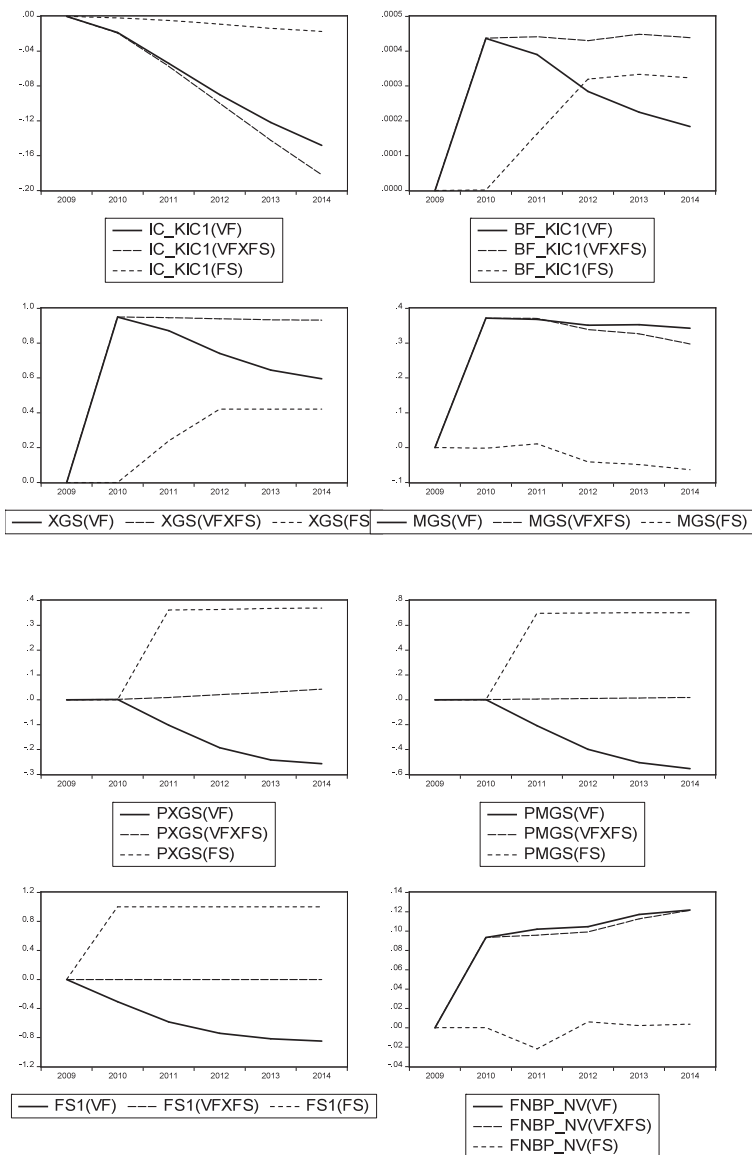 .00
-.04
-.08
-.12
-.16
-.20
2009 2010 2011 2012 2013 2014
IC_KIC1(VF)
IC_KIC1(VFXFS)
IC_KIC1(FS)
.0005
.0004
.0003
.0002
.0001
.0000
2009 2010 2011 2012 2013 2014
BF_KIC1(VF)
BF_KIC1(VFXFS)
BF_KIC1(FS)
1.0
0.8
0.6
0.4
0.2
0.0
2009 2010 2011 2012 2013 2014
XGS(VF) XGS(VFXFS) XGS(FS
.4
.3
.2
.1
.0
-.1
2009 2010 2011 2012 2013 2014
MGS(VF) MGS(VFXFS) MGS(FS)
.4
.3
.2
.1
.0
-.1
-.2
-.3
2009 2010 2011 2012 2013 2014
PXGS(VF)
PXGS(VFXFS)
PXGS(FS)
.8
.6
.4
.2
.0
-.2
-.4
-.6
2009 2010 2011 2012 2013 2014
PMGS(VF)
PMGS(VFXFS)
PMGS(FS)
1.2
0.8
0.4
0.0
-0.4
-0.8
-1.2
2009 2010 2011 2012 2013 2014
FS1(VF) FS1(VFXFS) FS1(FS)
.14
.12
.10
.08
.06
.04
.02
.00
-.02
-.04
2009 2010 2011 2012 2013 2014
FNBP_NV(VF)
FNBP_NV(VFXFS)
FNBP_NV(FS)